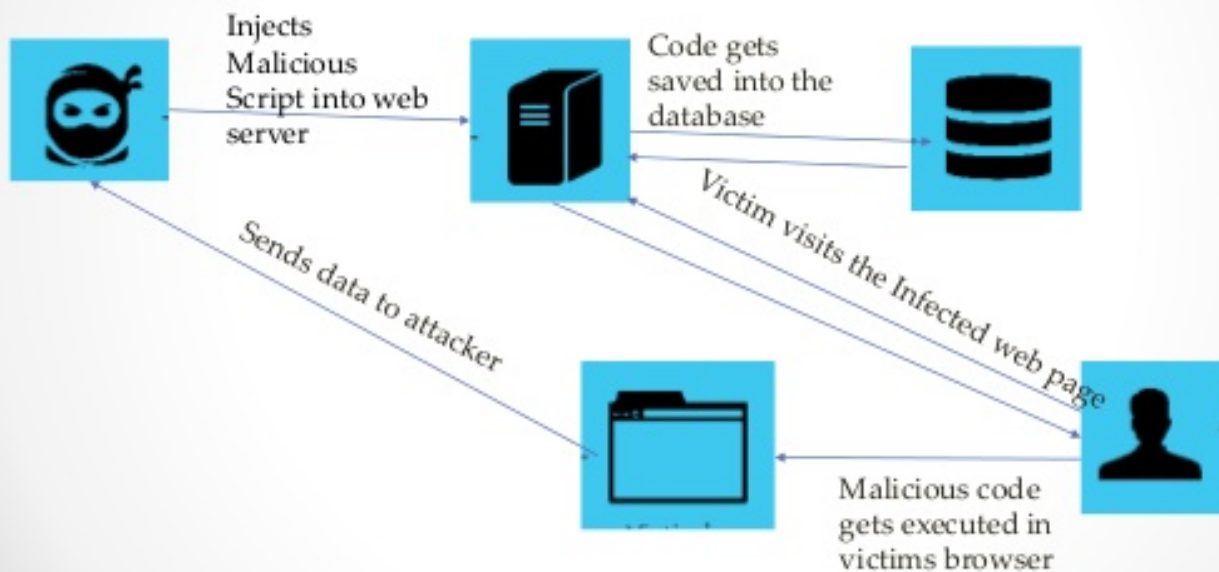 Injects
Malicious
Script into web
server
Code gets
saved into the
database
Victim visits the Infected web page
Sends data to attacker
Malicious code
gets executed in
victims browser